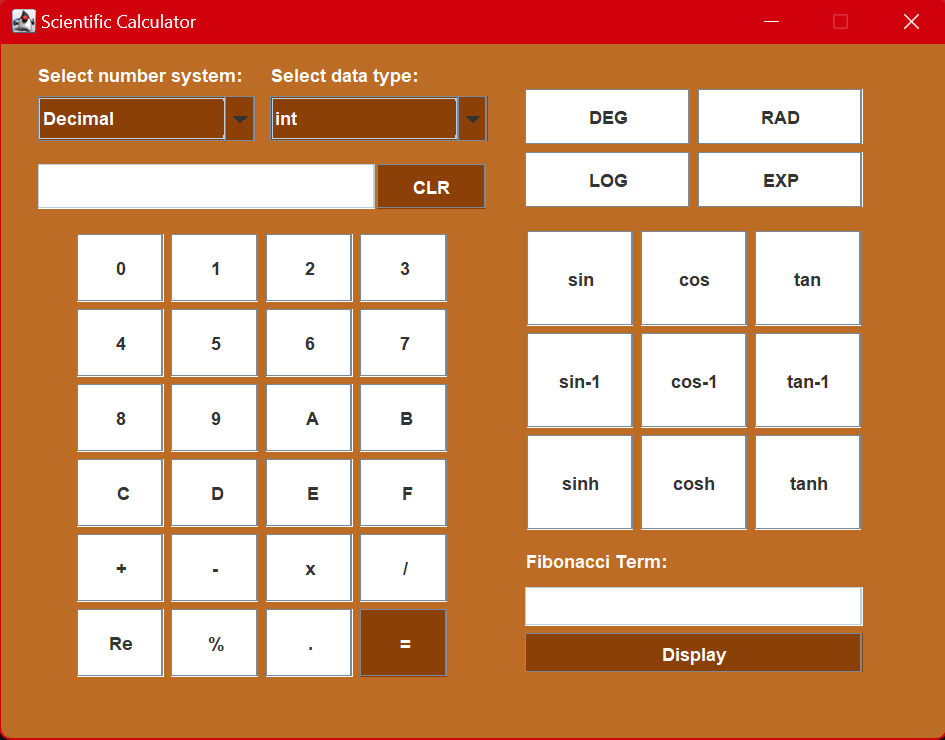 Scientific Calculator
Select number system: Select data type:
Decimal int
CLR
0 1 2 3
4 5 6 7
8 9 A B
C D E F
+ - x /
Re % . =
DEG RAD
LOG EXP
sin cos tan
sin-1 cos-1 tan-1
sinh cosh tanh
Fibonacci Term:
Display